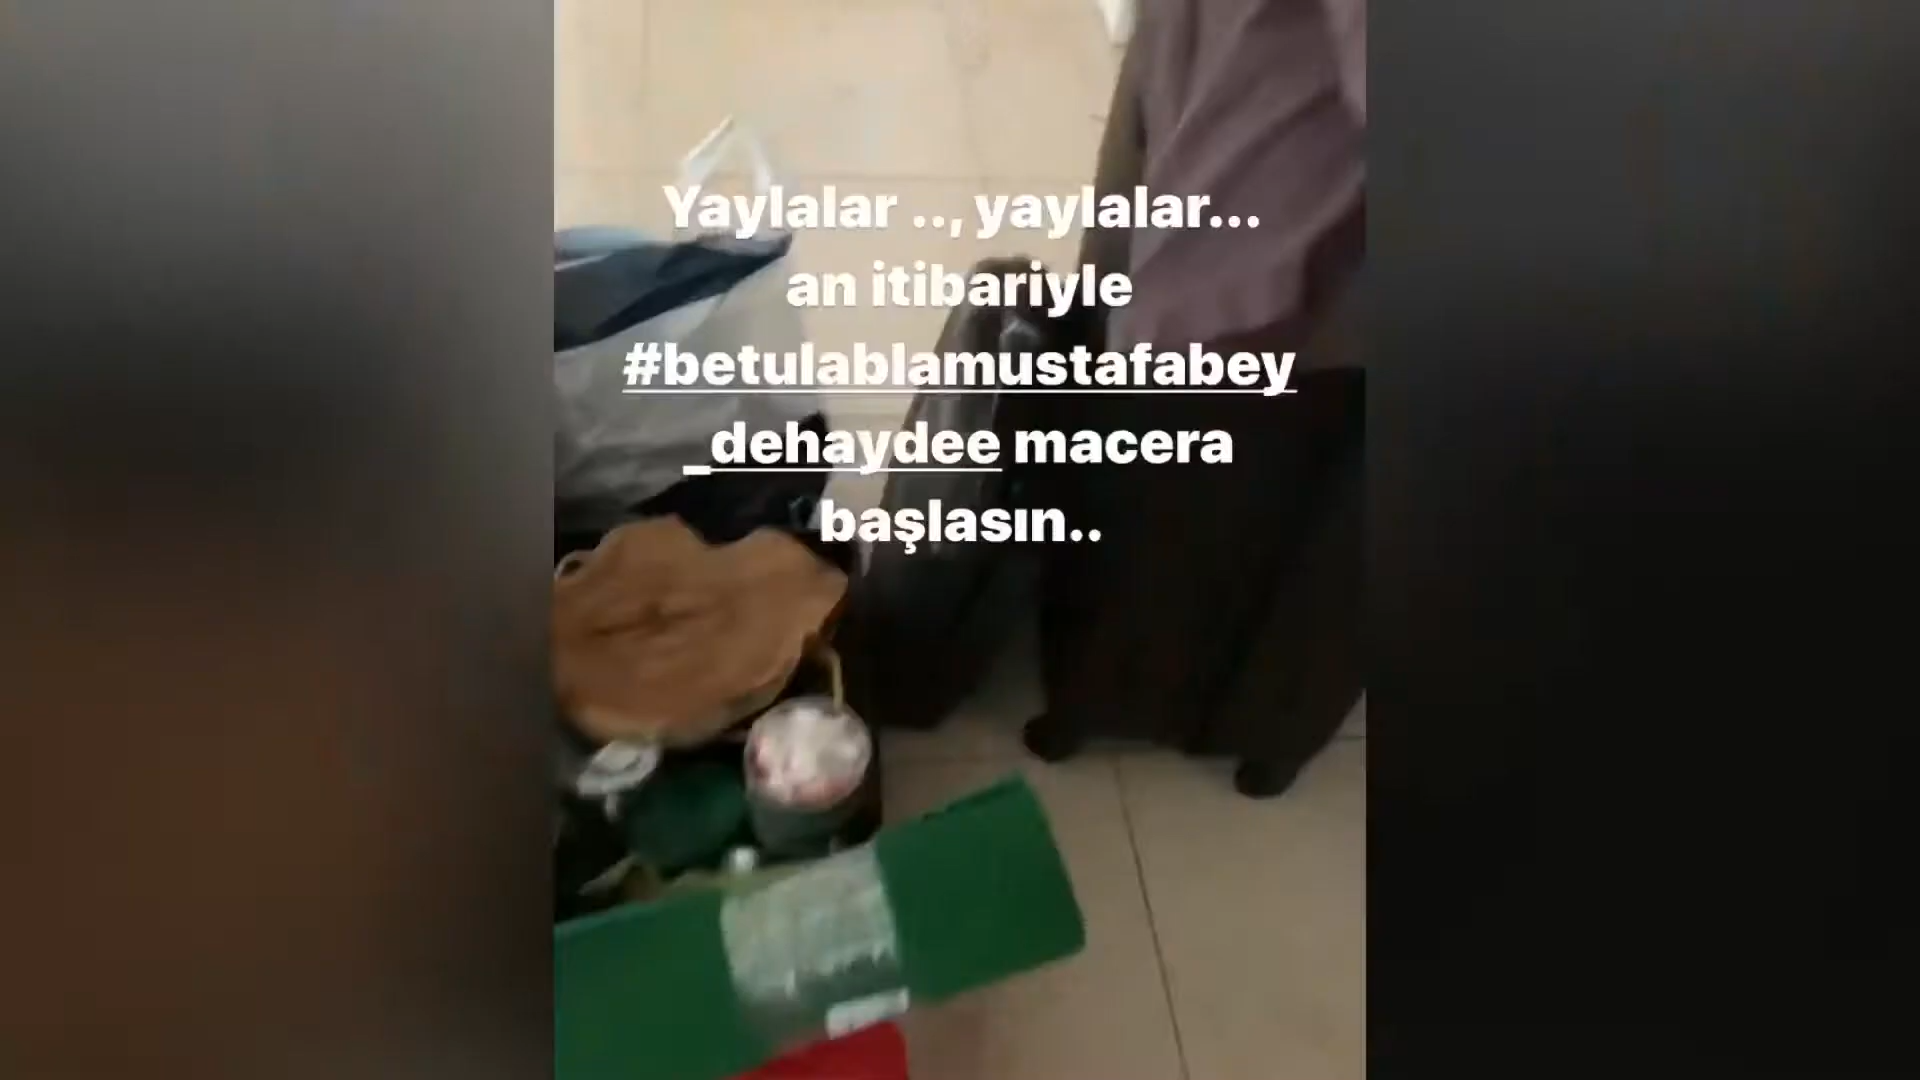 Yaylalar .., yaylalar...
an itibariyle
#betulablamustafabey
_dehaydee macera
başlasın..